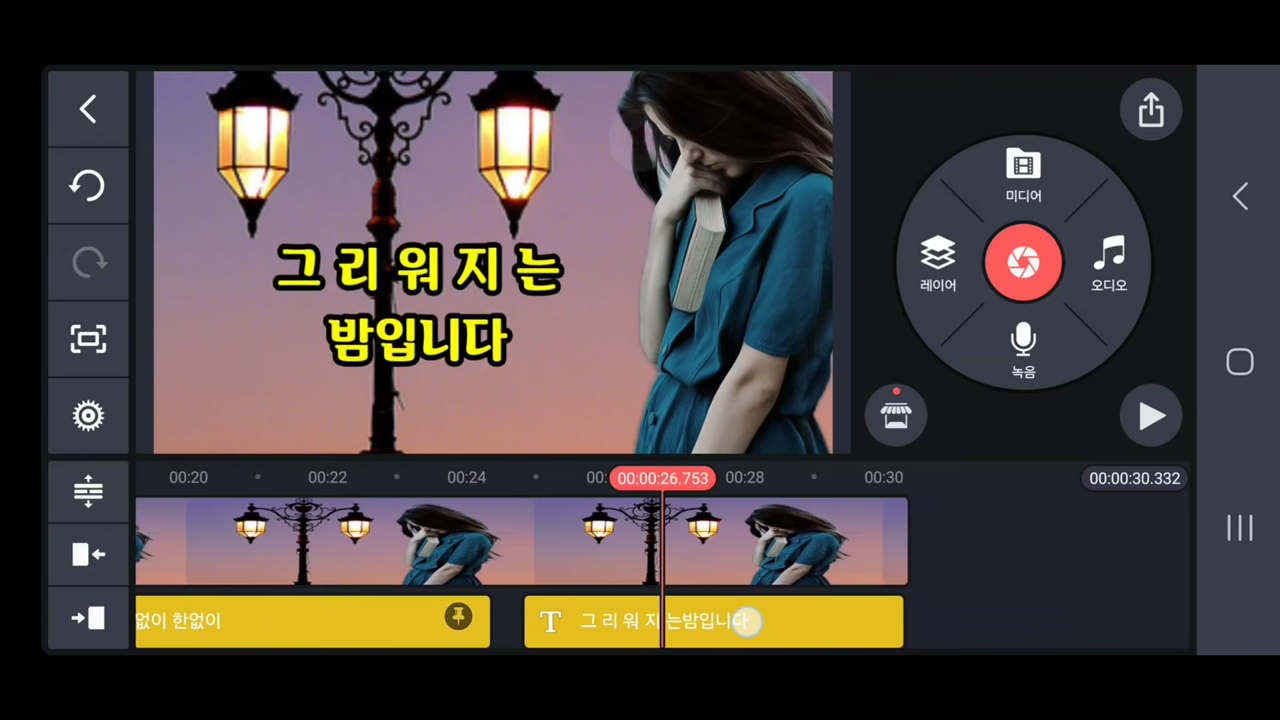 그 리 워 지 는
밤입니다
미디어
레이어
오디오
녹음
00:20
00:22
00:24
00:
00:00:26.753
00:28
00:30
00:00:30.332
없이 한없이
T 그 리 워 지 는밤입니다